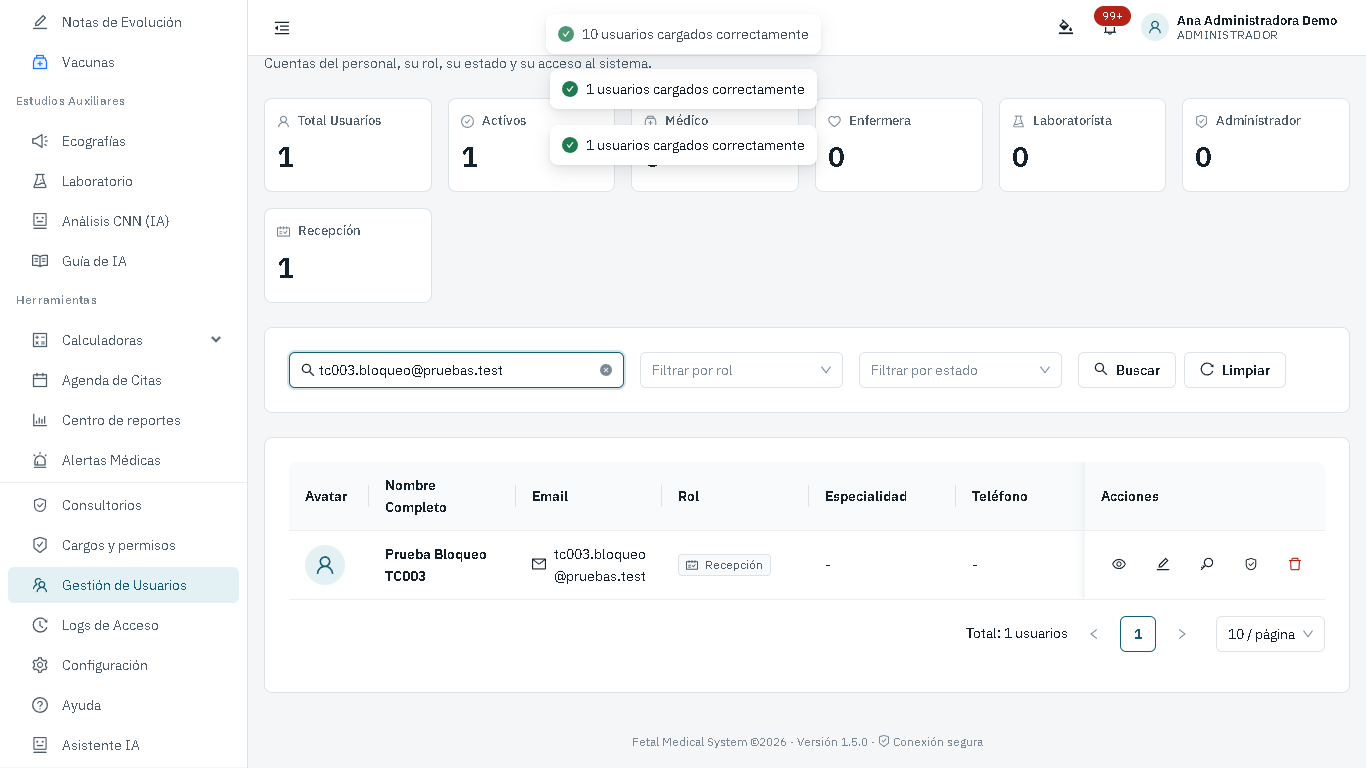 Notas de Evolución
Vacunas
Estudios Auxiliares
Ecografías
Laboratorio
Análisis CNN (IA)
Guía de IA
Herramientas
Calculadoras
Agenda de Citas
Centro de reportes
Alertas Médicas
Consultorios
Cargos y permisos
Gestión de Usuarios
Logs de Acceso
Configuración
Ayuda
Asistente IA
10 usuarios cargados correctamente
1 usuarios cargados correctamente
1 usuarios cargados correctamente
99+
Ana Administradora Demo
ADMINISTRADOR
Cuentas del personal, su rol, su estado y su acceso al sistema.
Total Usuarios
1
Activos
1
Médico
Enfermera
0
Laboratorista
0
Administrador
0
Recepción
1
tc003.bloqueo@pruebas.test
Filtrar por rol
Filtrar por estado
Buscar
Limpiar
Avatar
Nombre
Completo
Email
Rol
Especialidad
Teléfono
Acciones
Prueba Bloqueo
TC003
tc003.bloqueo
@pruebas.test
Recepción
-
-
Total: 1 usuarios
1
10 / página
Fetal Medical System ©2026 - Versión 1.5.0 - Conexión segura